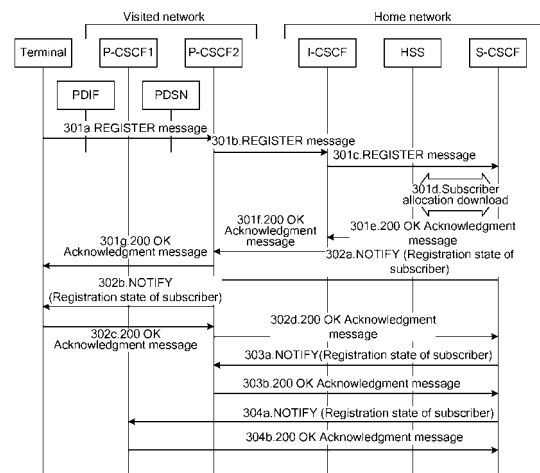 Visited network
Home network
Terminal
P-CSCF1
P-CSCF2
I-CSCF
HSS
S-CSCF
PDIF
PDSN
301a.REGISTER message
301b.REGISTER message
301c.REGISTER message
301d.Subscriber
allocation download
301e.200 OK Acknowledgment
message
301f.200 OK
Acknowledgment
message
301g.200 OK
Acknowledgment message
302a.NOTIFY (Registration state of
subscriber)
302b.NOTIFY
(Registration state of subscriber)
302c.200 OK
Acknowledgment message
302d.200 OK Acknowledgment
message
303a.NOTIFY(Registration state of subscriber)
303b.200 OK Acknowledgment message
304a.NOTIFY (Registration state of subscriber)
304b.200 OK Acknowledgment message